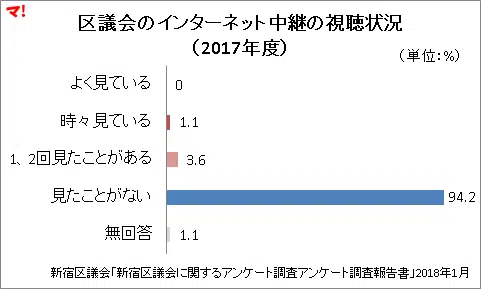 マ!
区議会のインターネット中継の視聴状況
（2017年度）
（単位：%）
よく見ている 0
時々見ている 1.1
1、2回見たことがある 3.6
見たことがない 94.2
無回答 1.1
新宿区議会「新宿区議会に関するアンケート調査アンケート調査報告書」2018年1月